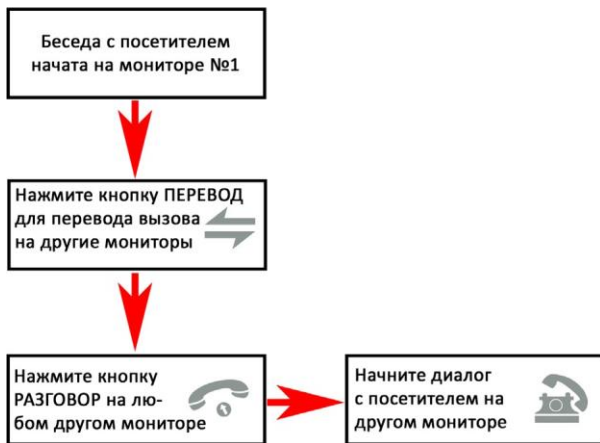 Беседа с посетителем
начата на мониторе №1
Нажмите кнопку ПЕРЕВОД
для перевода вызова
на другие мониторы
Нажмите кнопку
РАЗГОВОР на лю-
бом другом мониторе
Начните диалог
с посетителем на
другом мониторе